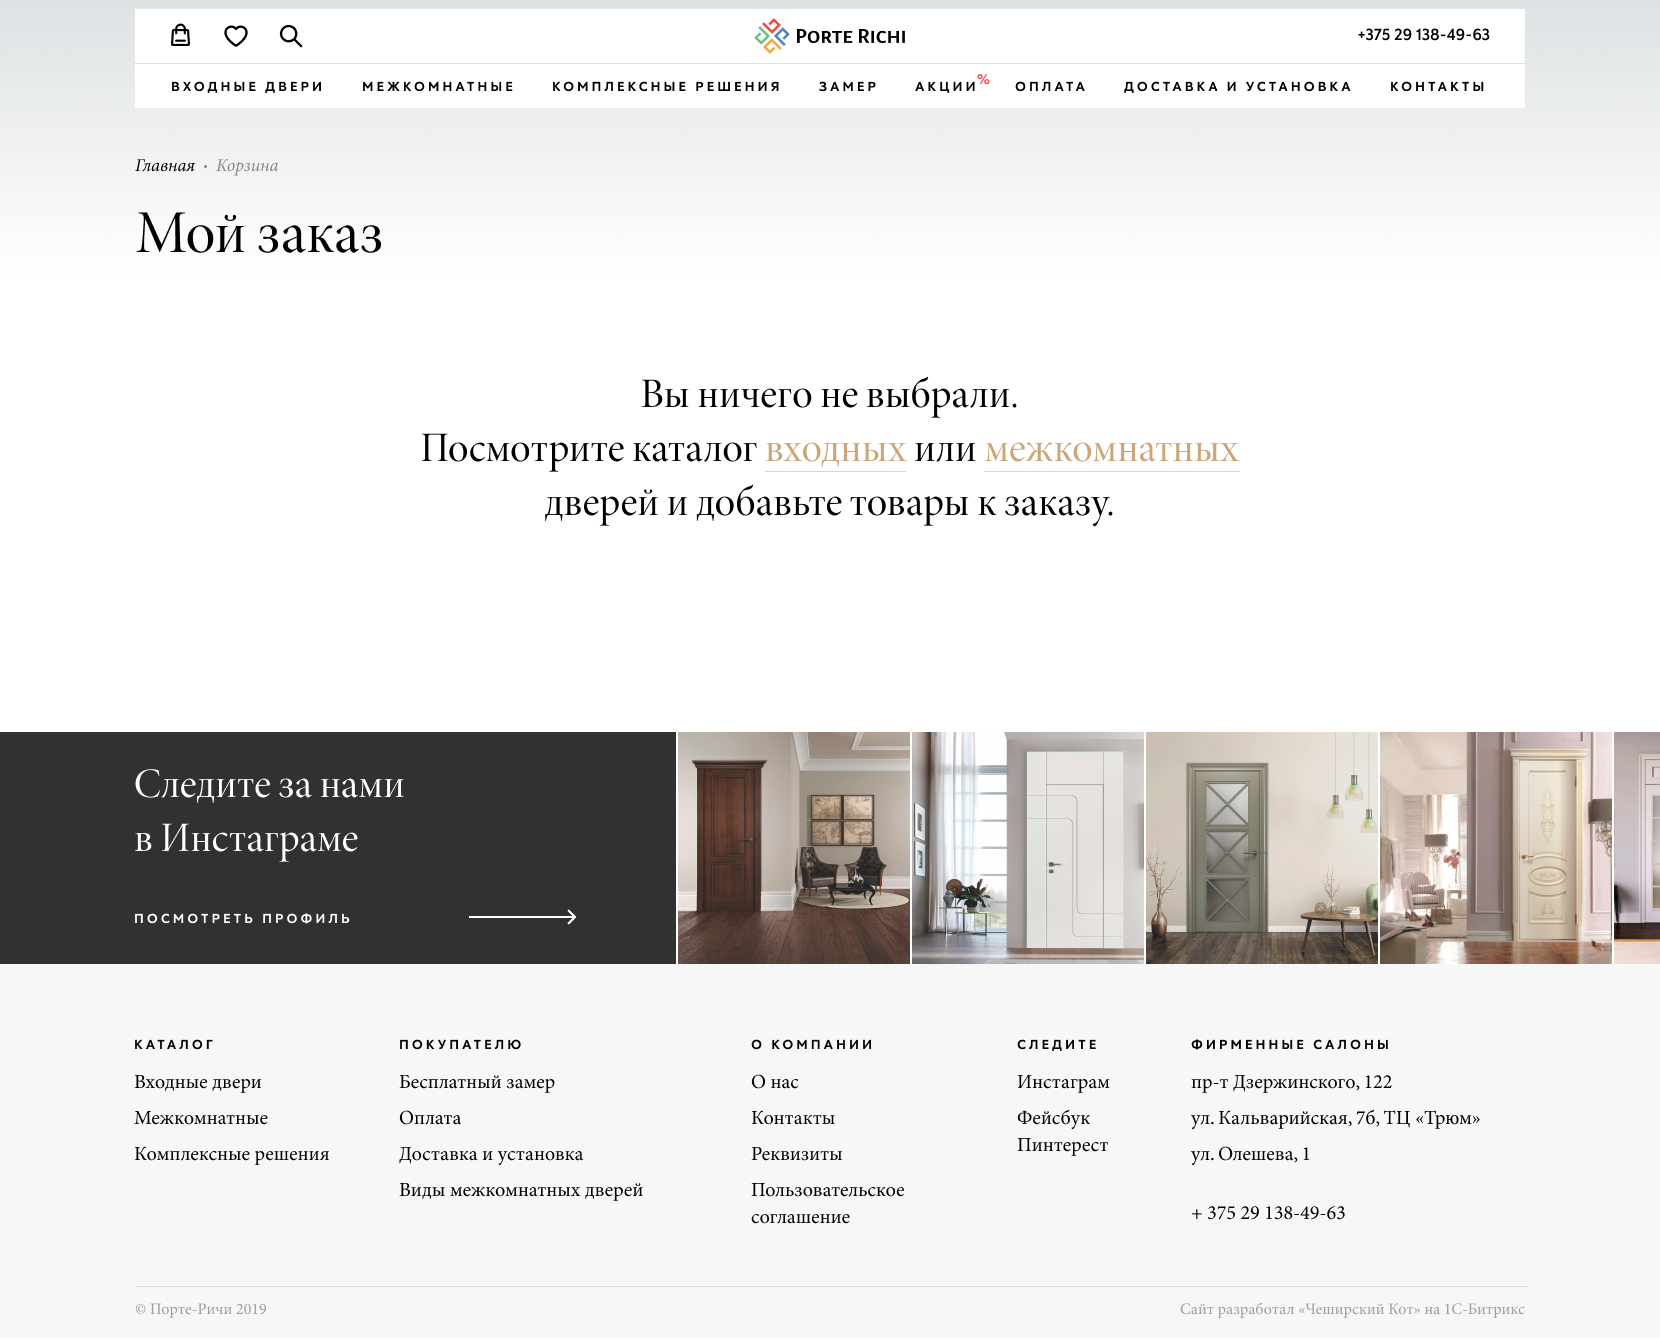 PORTE RICHI
+375 29 138-49-63
ВХОДНЫЕ ДВЕРИ МЕЖКОМНАТНЫЕ КОМПЛЕКСНЫЕ РЕШЕНИЯ ЗАМЕР АКЦИИ% ОПЛАТА ДОСТАВКА И УСТАНОВКА КОНТАКТЫ
Главная • Корзина
Мой заказ
Вы ничего не выбрали.
Посмотрите каталог входных или межкомнатных
дверей и добавьте товары к заказу.
Следите за нами
в Инстаграме
ПОСМОТРЕТЬ ПРОФИЛЬ
КАТАЛОГ
Входные двери
Межкомнатные
Комплексные решения
ПОКУПАТЕЛЮ
Бесплатный замер
Оплата
Доставка и установка
Виды межкомнатных дверей
О КОМПАНИИ
О нас
Контакты
Реквизиты
Пользовательское
соглашение
СЛЕДИТЕ
Инстаграм
Фейсбук
Пинтерест
ФИРМЕННЫЕ САЛОНЫ
пр-т Дзержинского, 122
ул. Кальварийская, 7б, ТЦ «Трюм»
ул. Олешева, 1
+ 375 29 138-49-63
© Порте-Ричи 2019
Сайт разработал «Чеширский Кот» на 1С-Битрикс